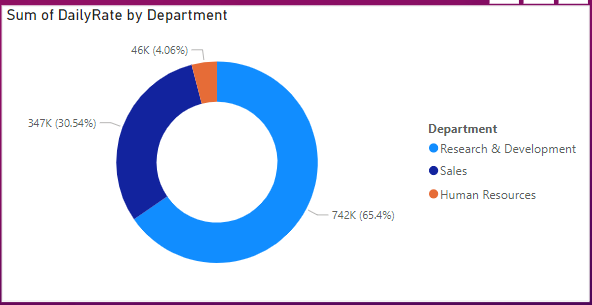 Sum of DailyRate by Department
46K (4.06%)
347K (30.54%)
742K (65.4%)
Department
Research & Development
Sales
Human Resources